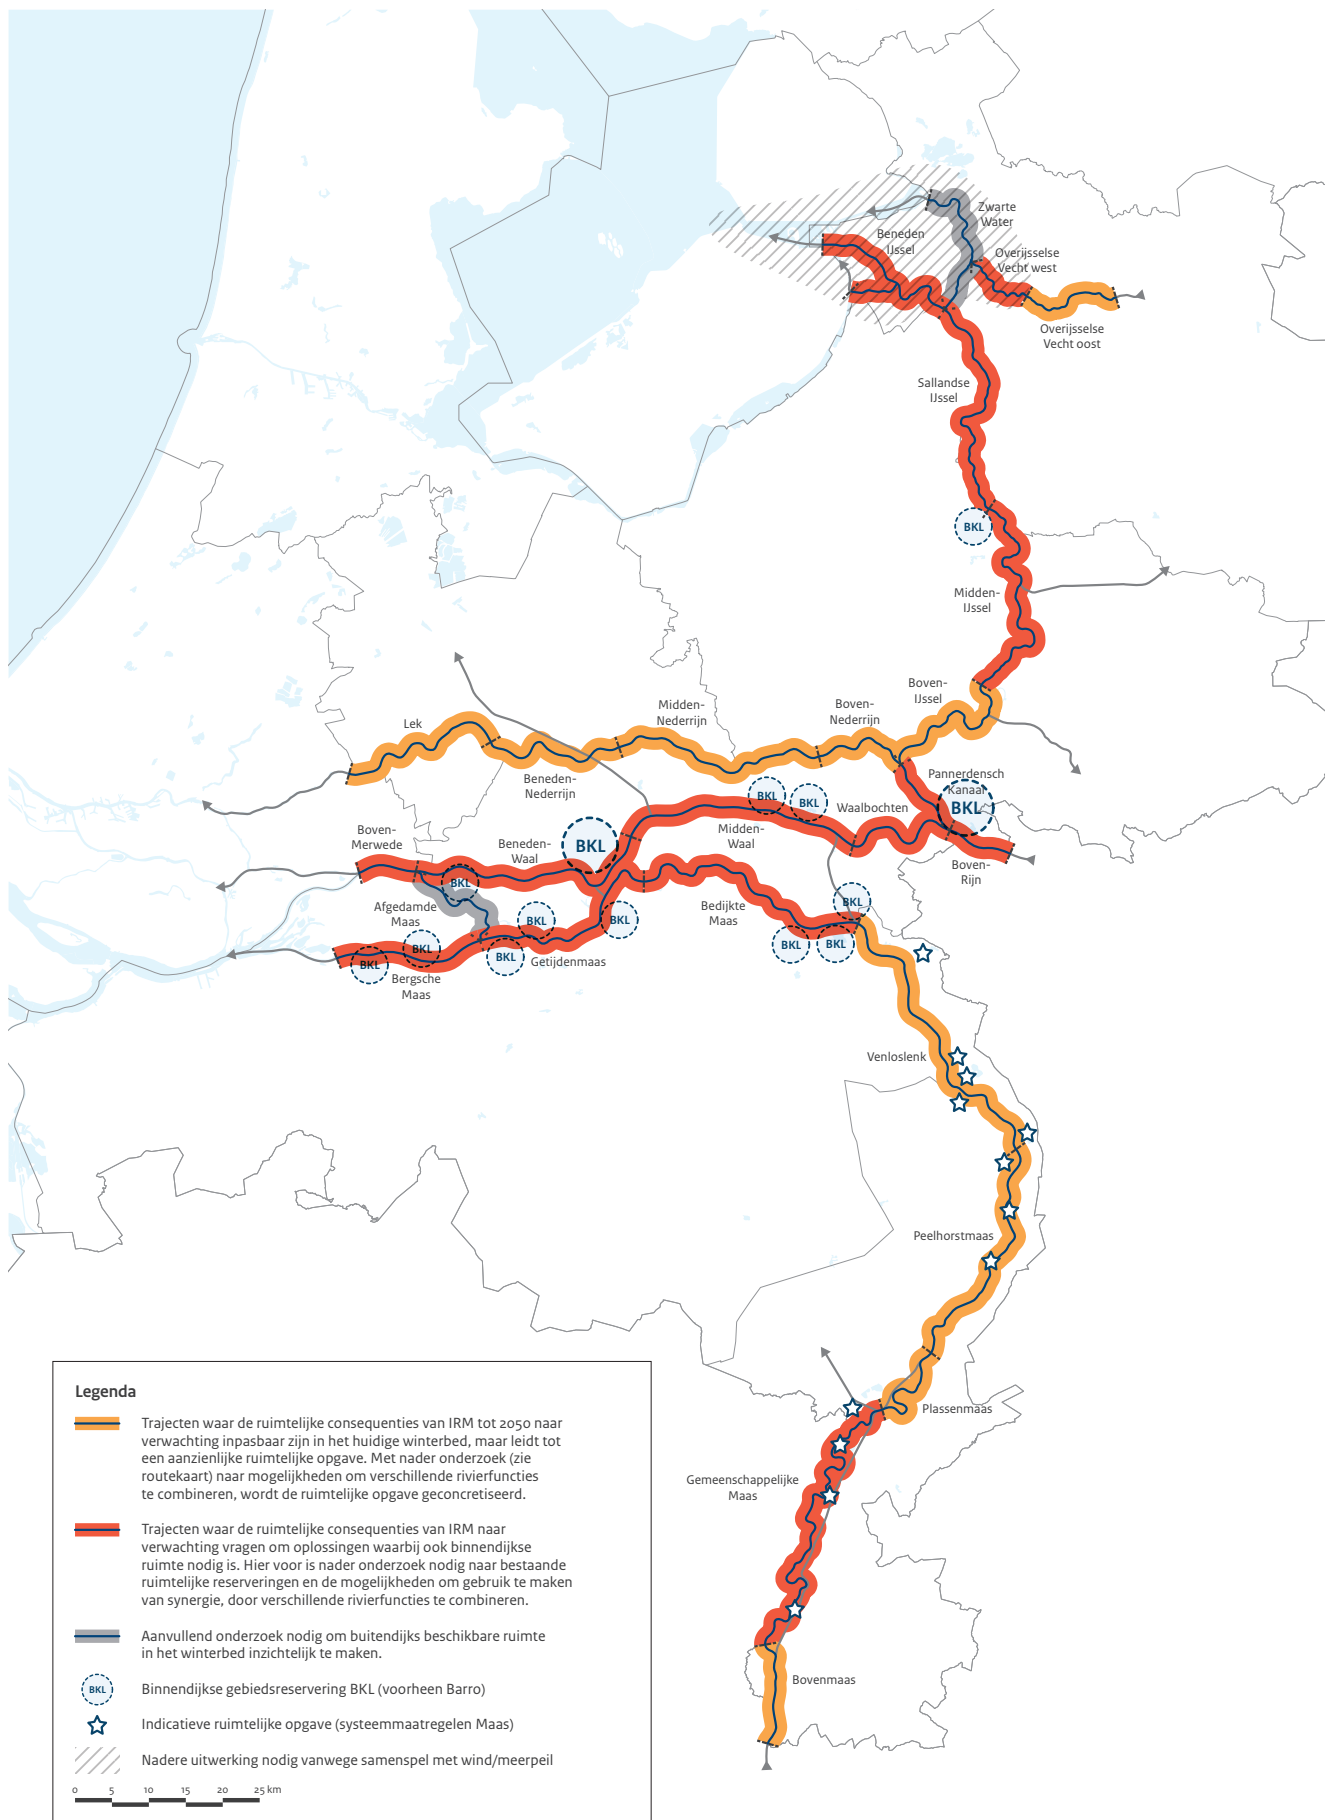 Zwarte
Water
Beneden
IJssel
Overijsselse
Vecht west
Overijsselse
Vecht oost
Sallandse
IJssel
BKL
Midden-
IJssel
Boven-
IJssel
Midden-
Nederrijn
Boven-
Nederrijn
Lek
Beneden-
Nederrijn
Pannerdensch
Kanaal
BKL
BKL
BKL
Waalbochten
Midden-
Waal
Boven-
Rijn
Boven-
Merwede
Beneden-
Waal
BKL
BKL
Afgedamde
Maas
BKL
BKL
Bedijkte
Maas
BKL
BKL
BKL
BKL
BKL
BKL
Getijdenmaas
Bergsche
Maas
Venloslenk
Peelhorstmaas
Plassenmaas
Gemeenschappelijke
Maas
Bovenmaas
Legenda
Trajecten waar de ruimtelijke consequenties van IRM tot 2050 naar
verwachting inpasbaar zijn in het huidige winterbed, maar leidt tot
een aanzienlijke ruimtelijke opgave. Met nader onderzoek (zie
routekaart) naar mogelijkheden om verschillende rivierfuncties
te combineren, wordt de ruimtelijke opgave geconcretiseerd.
Trajecten waar de ruimtelijke consequenties van IRM naar
verwachting vragen om oplossingen waarbij ook binnendijkse
ruimte nodig is. Hier voor is nader onderzoek nodig naar bestaande
ruimtelijke reserveringen en de mogelijkheden om gebruik te maken
van synergie, door verschillende rivierfuncties te combineren.
Aanvullend onderzoek nodig om buitendijks beschikbare ruimte
in het winterbed inzichtelijk te maken.
BKL Binnendijkse gebiedsreservering BKL (voorheen Barro)
Indicatieve ruimtelijke opgave (systeemmaatregelen Maas)
Nadere uitwerking nodig vanwege samenspel met wind/meerpeil
0 5 10 15 20 25 km